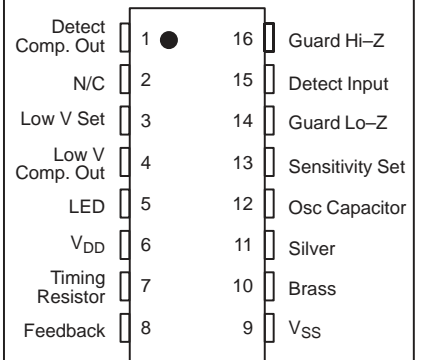 Detect
Comp. Out 1 16 Guard Hi–Z
N/C 2 15 Detect Input
Low V Set 3 14 Guard Lo–Z
Low V
Comp. Out 4 13 Sensitivity Set
LED 5 12 Osc Capacitor
VDD 6 11 Silver
Timing
Resistor 7 10 Brass
Feedback 8 9 VSS